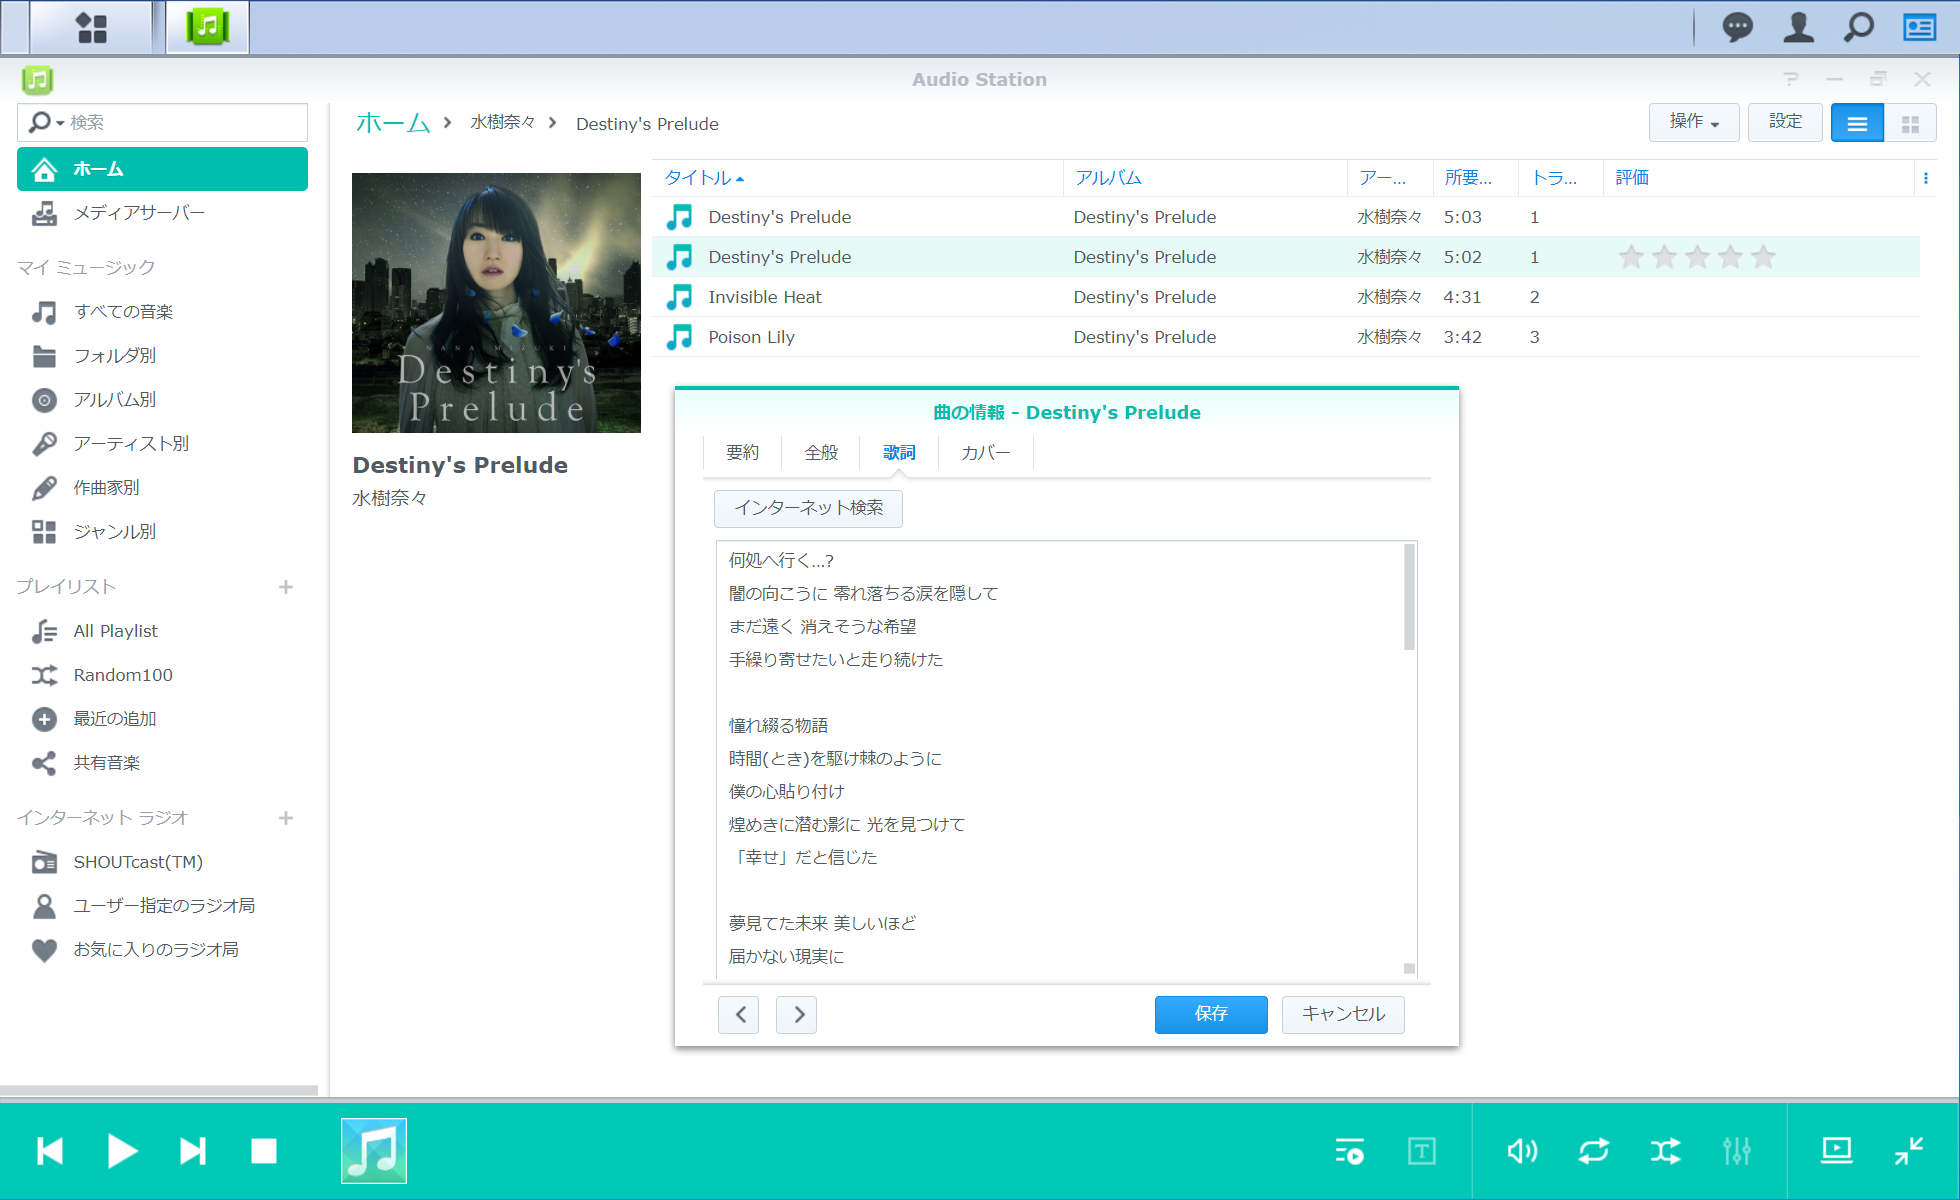 Audio Station
検索
ホーム
メディアサーバー
マイ ミュージック
すべての音楽
フォルダ別
アルバム別
アーティスト別
作曲家別
ジャンル別
プレイリスト
All Playlist
Random100
最近の追加
共有音楽
インターネット ラジオ
SHOUTcast(TM)
ユーザー指定のラジオ局
お気に入りのラジオ局
ホーム > 水樹奈々 > Destiny's Prelude
操作
設定
NANA MIZUKI
Destiny's
Prelude
Destiny's Prelude
水樹奈々
タイトル アルバム アー... 所要... トラ... 評価
Destiny's Prelude Destiny's Prelude 水樹奈々 5:03 1
Destiny's Prelude Destiny's Prelude 水樹奈々 5:02 1
Invisible Heat Destiny's Prelude 水樹奈々 4:31 2
Poison Lily Destiny's Prelude 水樹奈々 3:42 3
曲の情報 - Destiny's Prelude
要約 全般 歌詞 カバー
インターネット検索
何処へ行く...?
闇の向こうに 零れ落ちる涙を隠して
まだ遠く 消えそうな希望
手繰り寄せたいと走り続けた
憧れ綴る物語
時間(とき)を駆け棘のように
僕の心貼り付け
煌めきに潜む影に 光を見つけて
「幸せ」だと信じた
夢見てた未来 美しいほど
届かない現実に
保存 キャンセル